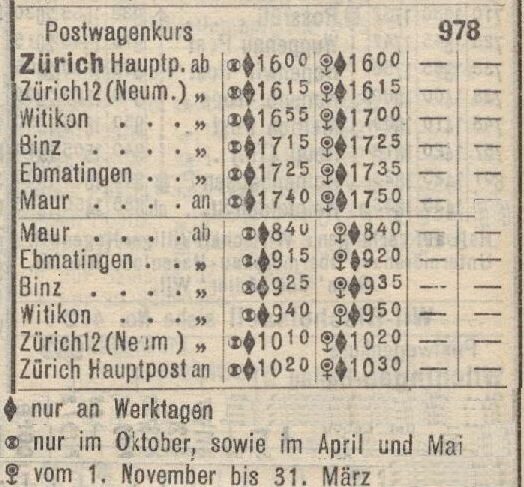 Postwagenkurs 978
Zürich Hauptp. ab ⦻♦16⁰⁰ ♀♦16⁰⁰ — —
Zürich12 (Neum.) „ ⦻♦16¹⁵ ♀♦16¹⁵ — —
Witikon . . . „ ⦻♦16⁵⁵ ♀♦17⁰⁰ — —
Binz . . . . „ ⦻♦17¹⁵ ♀♦17²⁵ — —
Ebmatingen . . „ ⦻♦17²⁵ ♀♦17³⁵ — —
Maur . . . an ⦻♦17⁴⁰ ♀♦17⁵⁰ — —
Maur . . . ab ⦻♦8⁴⁰ ♀♦8⁴⁰ — —
Ebmatingen . . „ ⦻♦9¹⁵ ♀♦9²⁰ — —
Binz . . . . „ ⦻♦9²⁵ ♀♦9³⁵ — —
Witikon . . . „ ⦻♦9⁴⁰ ♀♦9⁵⁰ — —
Zürich12 (Neum ) „ ⦻♦10¹⁰ ♀♦10²⁰ — —
Zürich Hauptpost an ⦻♦10²⁰ ♀♦10³⁰ — —
♦ nur an Werktagen
⦻ nur im Oktober, sowie im April und Mai
♀ vom 1. November bis 31. März